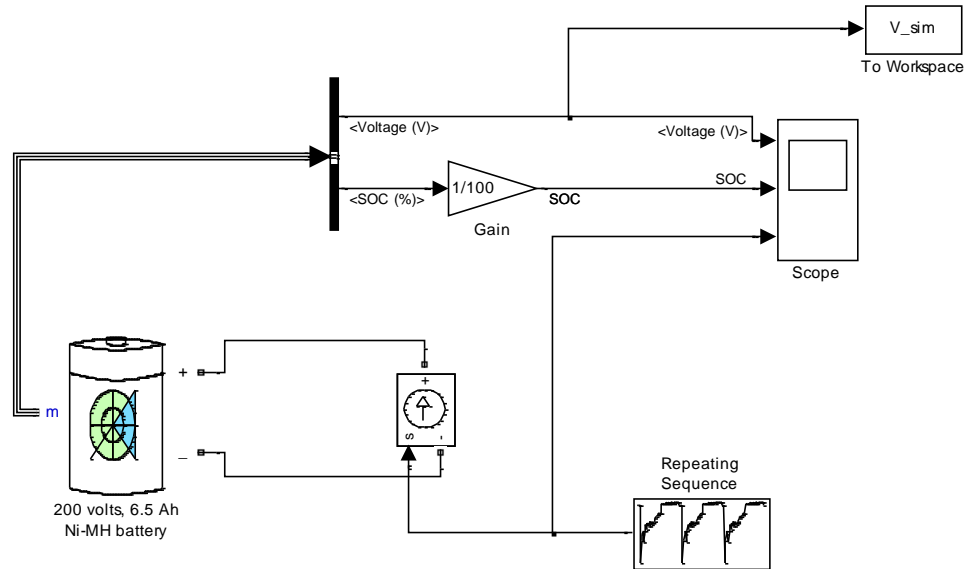 V_sim
To Workspace
<Voltage (V)>
<Voltage (V)>
1/100
<SOC (%)>
SOC
SOC
Gain
Scope
m
+
_
+
s
-
200 volts, 6.5 Ah
Ni-MH battery
Repeating
Sequence